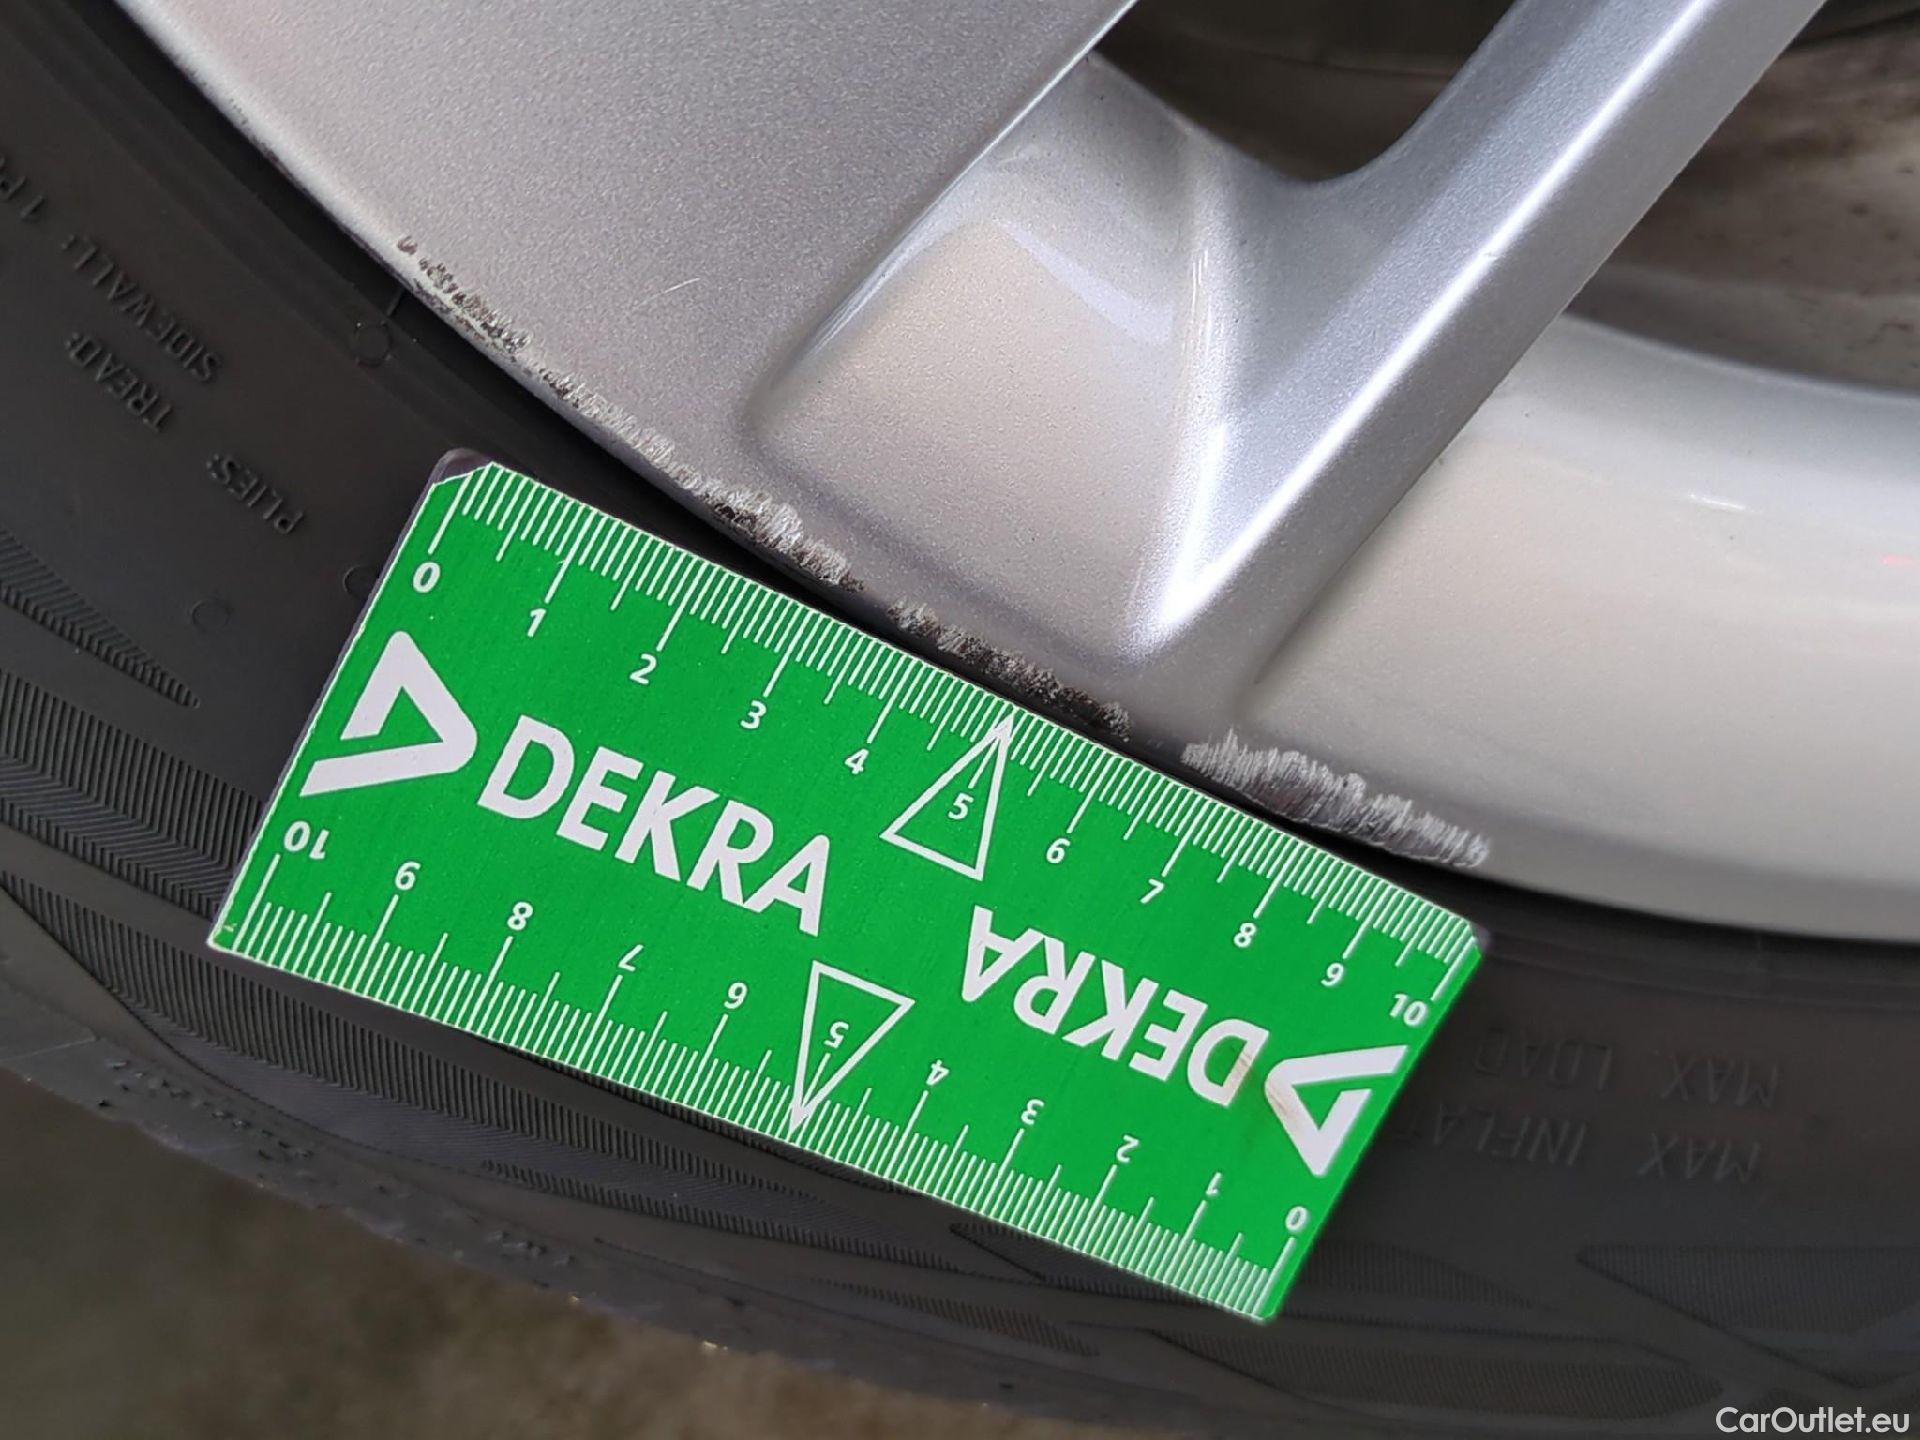 1 P
SIDEWALL:
TREAD:
PLIES:
0 1 2 3 4 5 6 7 8 9 10
DEKRA
DEKRA
10 9 8 7 6 5 4 3 2 1 0
MAX. LOAD
MAX. INFLAT
CarOutlet.eu